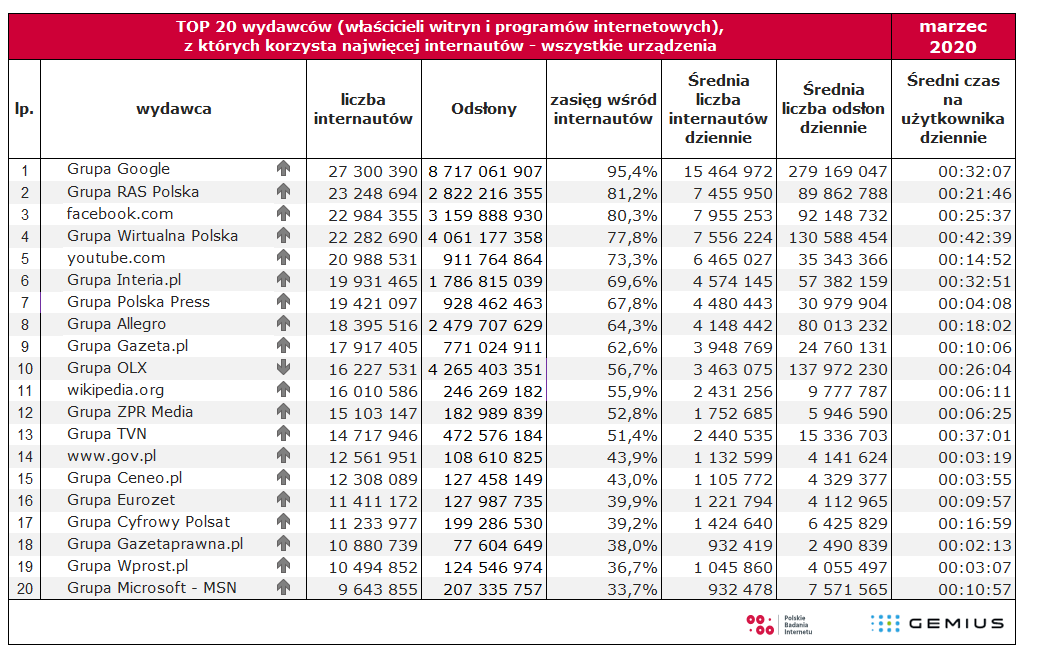 TOP 20 wydawców (właścicieli witryn i programów internetowych),
z których korzysta najwięcej internautów - wszystkie urządzenia
marzec
2020
lp.
wydawca
liczba
internautów
Odsłony
zasięg wśród
internautów
Średnia
liczba
internautów
dziennie
Średnia
liczba odsłon
dziennie
Średni czas
na
użytkownika
dziennie
1 Grupa Google 27 300 390 8 717 061 907 95,4% 15 464 972 279 169 047 00:32:07
2 Grupa RAS Polska 23 248 694 2 822 216 355 81,2% 7 455 950 89 862 788 00:21:46
3 facebook.com 22 984 355 3 159 888 930 80,3% 7 955 253 92 148 732 00:25:37
4 Grupa Wirtualna Polska 22 282 690 4 061 177 358 77,8% 7 556 224 130 588 454 00:42:39
5 youtube.com 20 988 531 911 764 864 73,3% 6 465 027 35 343 366 00:14:52
6 Grupa Interia.pl 19 931 465 1 786 815 039 69,6% 4 574 145 57 382 159 00:32:51
7 Grupa Polska Press 19 421 097 928 462 463 67,8% 4 480 443 30 979 904 00:04:08
8 Grupa Allegro 18 395 516 2 479 707 629 64,3% 4 148 442 80 013 232 00:18:02
9 Grupa Gazeta.pl 17 917 405 771 024 911 62,6% 3 948 769 24 760 131 00:10:06
10 Grupa OLX 16 227 531 4 265 403 351 56,7% 3 463 075 137 972 230 00:26:04
11 wikipedia.org 16 010 586 246 269 182 55,9% 2 431 256 9 777 787 00:06:11
12 Grupa ZPR Media 15 103 147 182 989 839 52,8% 1 752 685 5 946 590 00:06:25
13 Grupa TVN 14 717 946 472 576 184 51,4% 2 440 535 15 336 703 00:37:01
14 www.gov.pl 12 561 951 108 610 825 43,9% 1 132 599 4 141 624 00:03:19
15 Grupa Ceneo.pl 12 308 089 127 458 149 43,0% 1 105 772 4 329 377 00:03:55
16 Grupa Eurozet 11 411 172 127 987 735 39,9% 1 221 794 4 112 965 00:09:57
17 Grupa Cyfrowy Polsat 11 233 977 199 286 530 39,2% 1 424 640 6 425 829 00:16:59
18 Grupa Gazetaprawna.pl 10 880 739 77 604 649 38,0% 932 419 2 490 839 00:02:13
19 Grupa Wprost.pl 10 494 852 124 546 974 36,7% 1 045 860 4 055 497 00:03:07
20 Grupa Microsoft - MSN 9 643 855 207 335 757 33,7% 932 478 7 571 565 00:10:57
Polskie
Badania
Internetu
GEMIUS